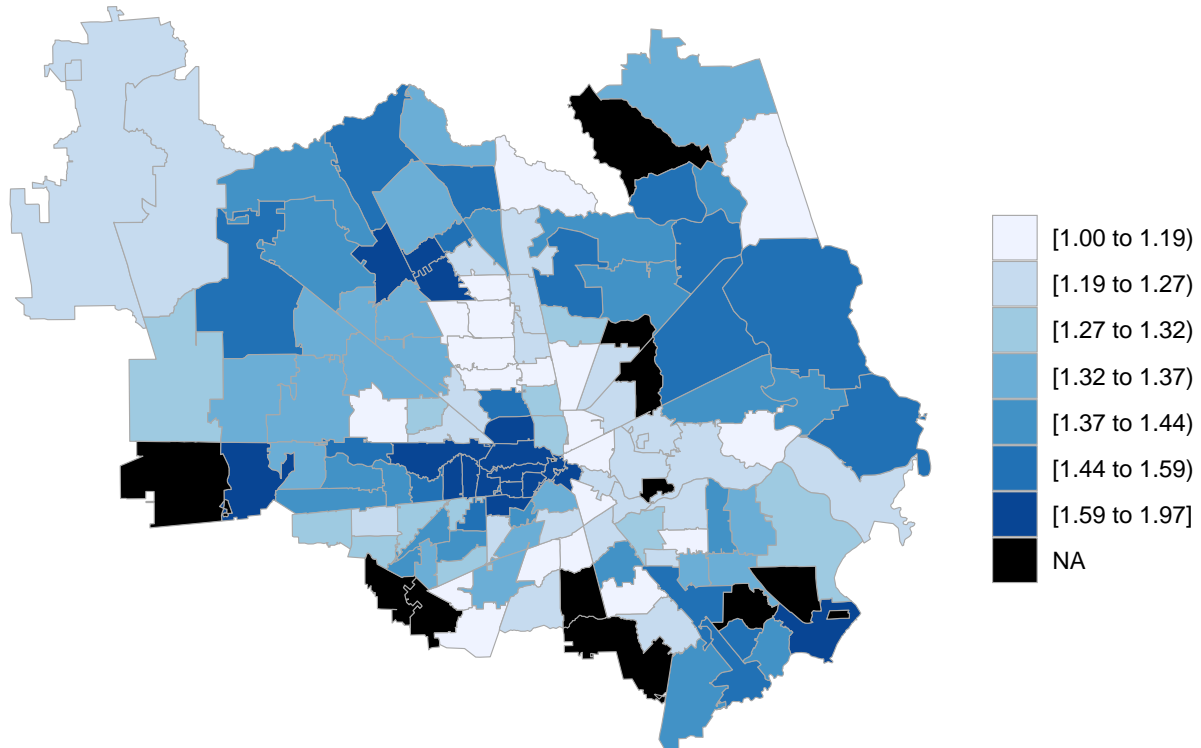 [1.00 to 1.19)
[1.19 to 1.27)
[1.27 to 1.32)
[1.32 to 1.37)
[1.37 to 1.44)
[1.44 to 1.59)
[1.59 to 1.97]
NA